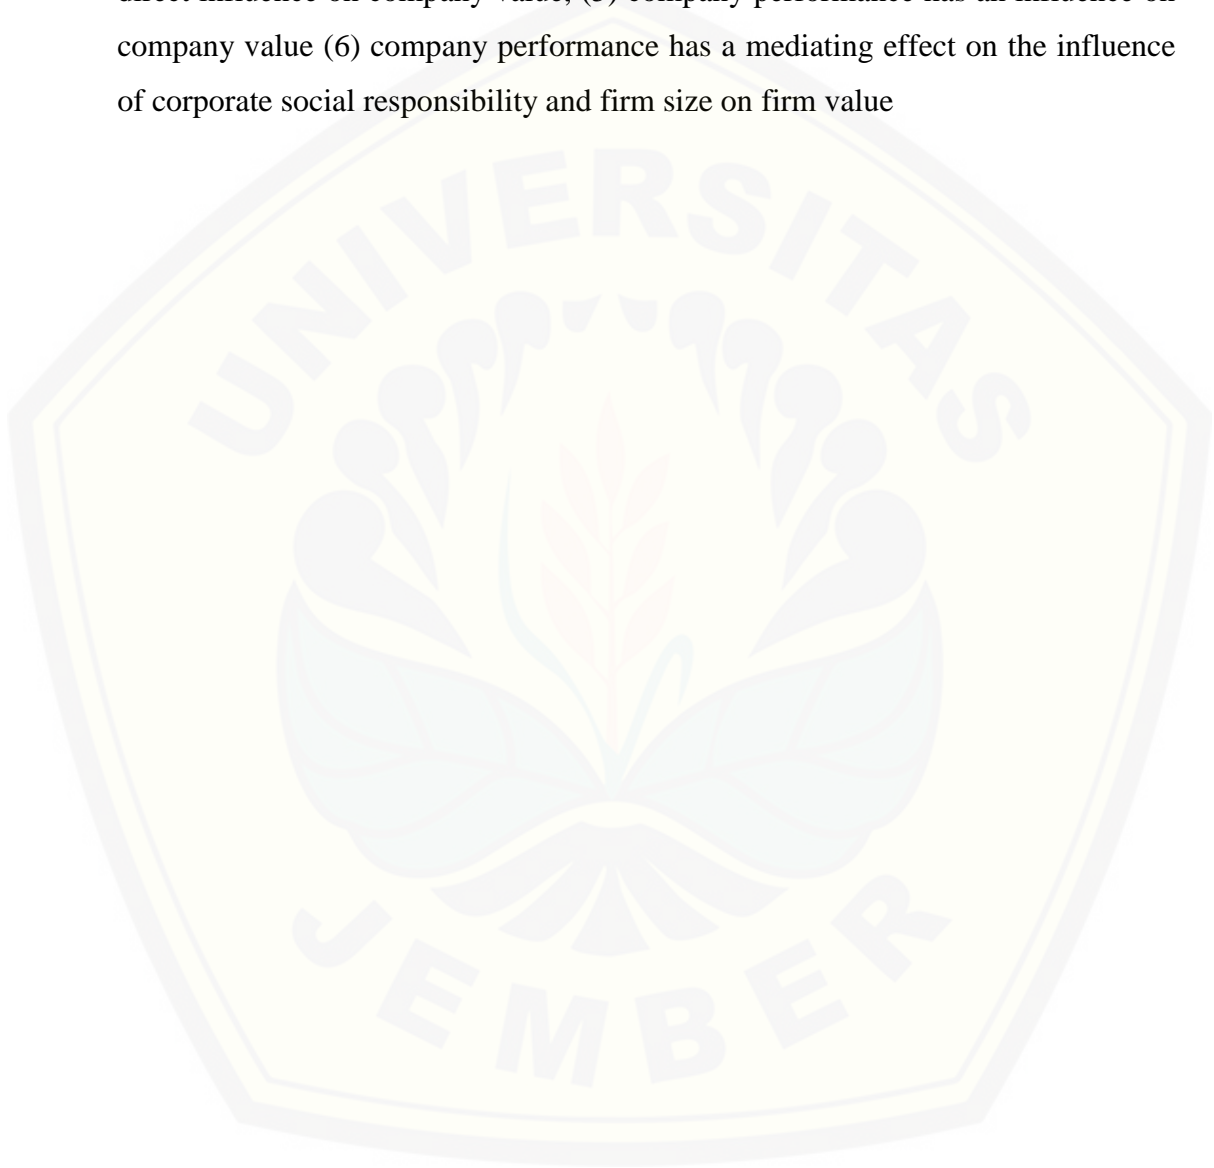 direct influence on company value, (5) company performance has an influence on
company value (6) company performance has a mediating effect on the influence
of corporate social responsibility and firm size on firm value
UNIVERSITAS
JEMBER